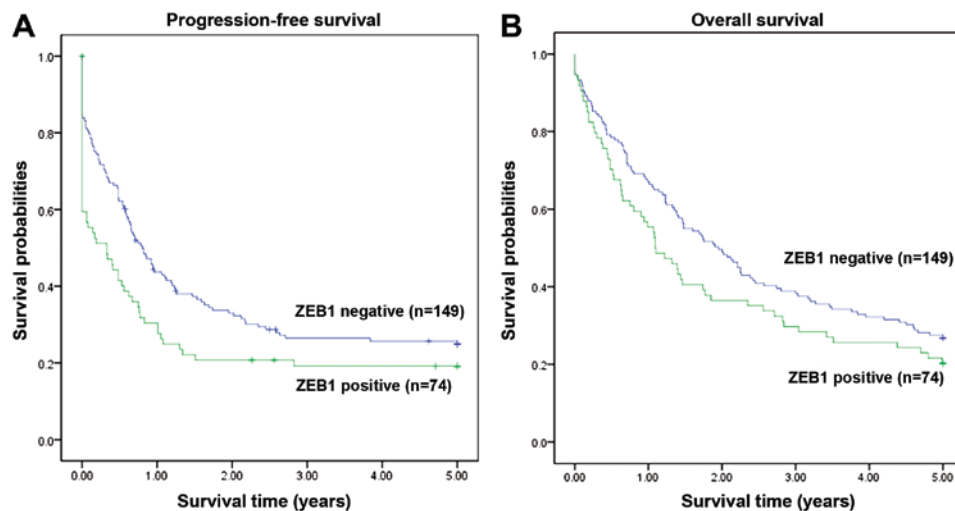 A
Progression-free survival
Survival probabilities
1.0
0.8
0.6
0.4
0.2
0.0
ZEB1 negative (n=149)
ZEB1 positive (n=74)
0.00 1.00 2.00 3.00 4.00 5.00
Survival time (years)
B
Overall survival
Survival probabilities
1.0
0.8
0.6
0.4
0.2
0.0
ZEB1 negative (n=149)
ZEB1 positive (n=74)
0.00 1.00 2.00 3.00 4.00 5.00
Survival time (years)